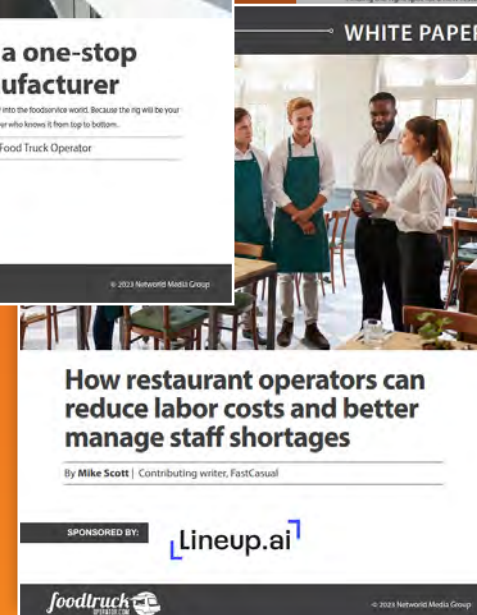 a one-stop
ufacturer
into the foodservice world. Because the rig will be your
er who knows it from top to bottom.
Food Truck Operator
© 2023 Networld Media Group
WHITE PAPER
How restaurant operators can
reduce labor costs and better
manage staff shortages
By Mike Scott | Contributing writer, FastCasual
SPONSORED BY:
Lineup.ai
foodtruck
OPERATOR.COM
© 2023 Networld Media Group